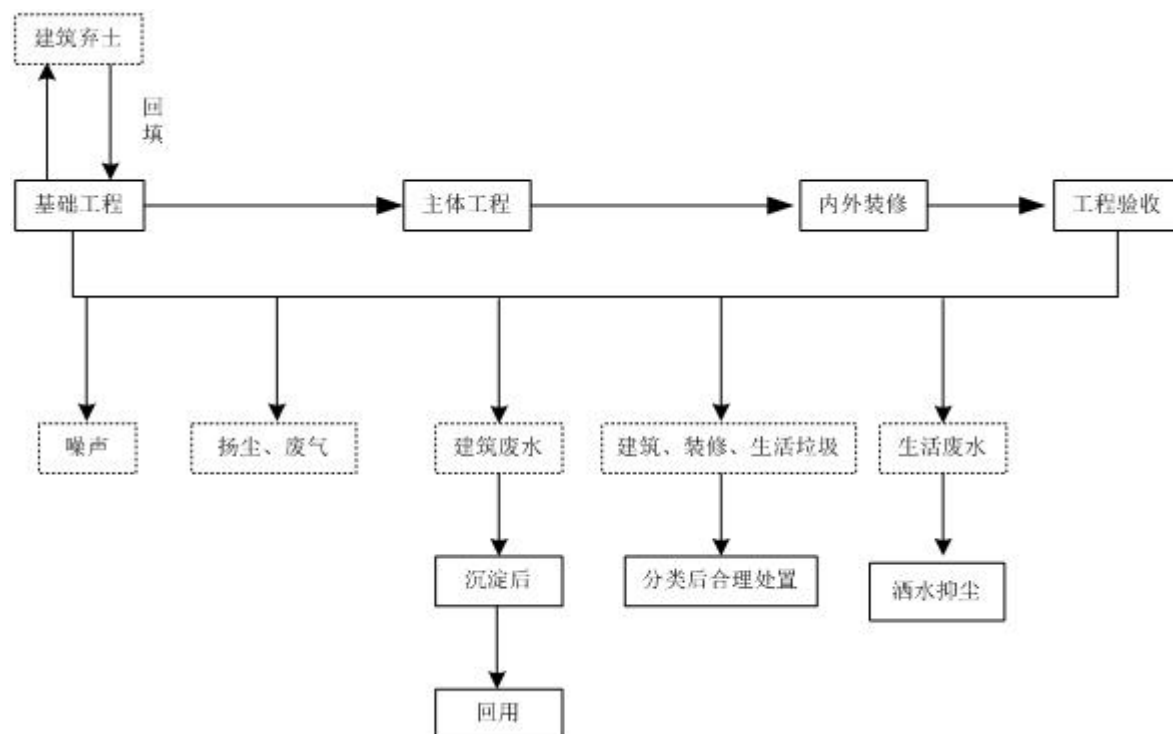 建筑弃土
回
填
基础工程
主体工程
内外装修
工程验收
噪声
扬尘、废气
建筑废水
建筑、装修、生活垃圾
生活废水
沉淀后
分类后合理处置
洒水抑尘
回用